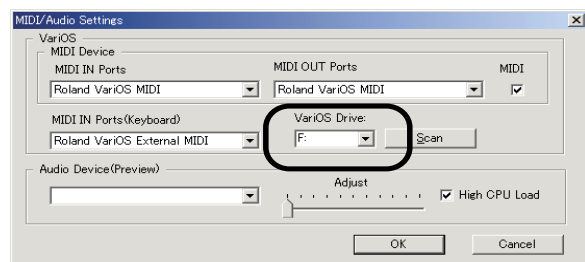 MIDI/Audio Settings
VariOS
MIDI Device
MIDI IN Ports
MIDI OUT Ports
MIDI
Roland VariOS MIDI
Roland VariOS MIDI
MIDI IN Ports(Keyboard)
VariOS Drive:
Roland VariOS External MIDI
F:
Scan
Audio Device(Preview)
Adjust
High CPU Load
OK
Cancel